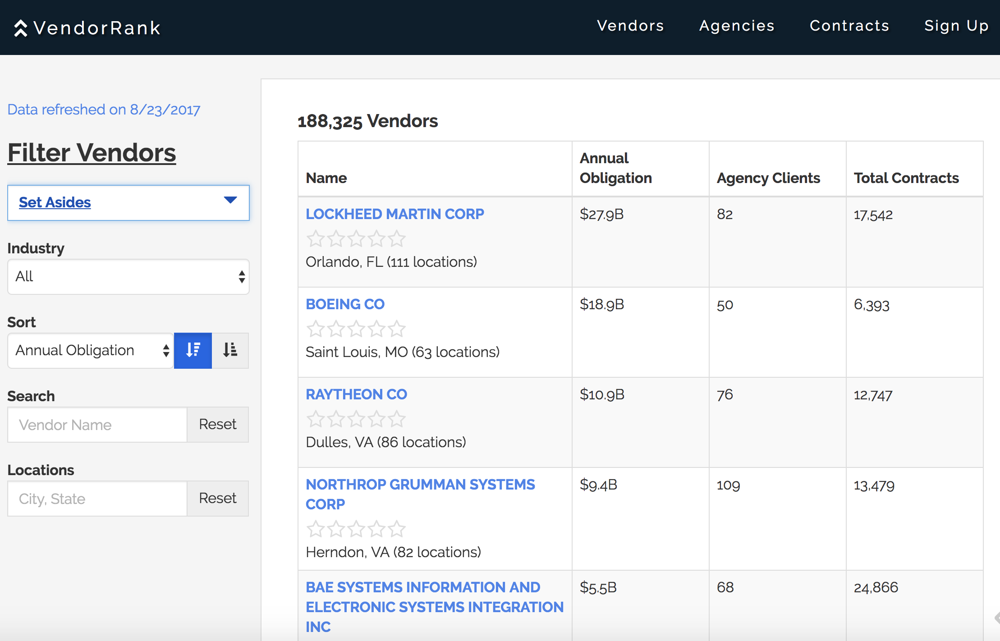 VendorRank
Vendors Agencies Contracts Sign Up
Data refreshed on 8/23/2017
Filter Vendors
Set Asides
Industry
All
Sort
Annual Obligation
Search
Vendor Name Reset
Locations
City, State Reset
188,325 Vendors
Name Annual Obligation Agency Clients Total Contracts
LOCKHEED MARTIN CORP $27.9B 82 17,542
Orlando, FL (111 locations)
BOEING CO $18.9B 50 6,393
Saint Louis, MO (63 locations)
RAYTHEON CO $10.9B 76 12,747
Dulles, VA (86 locations)
NORTHROP GRUMMAN SYSTEMS $9.4B 109 13,479
CORP
Herndon, VA (82 locations)
BAE SYSTEMS INFORMATION AND $5.5B 68 24,866
ELECTRONIC SYSTEMS INTEGRATION
INC